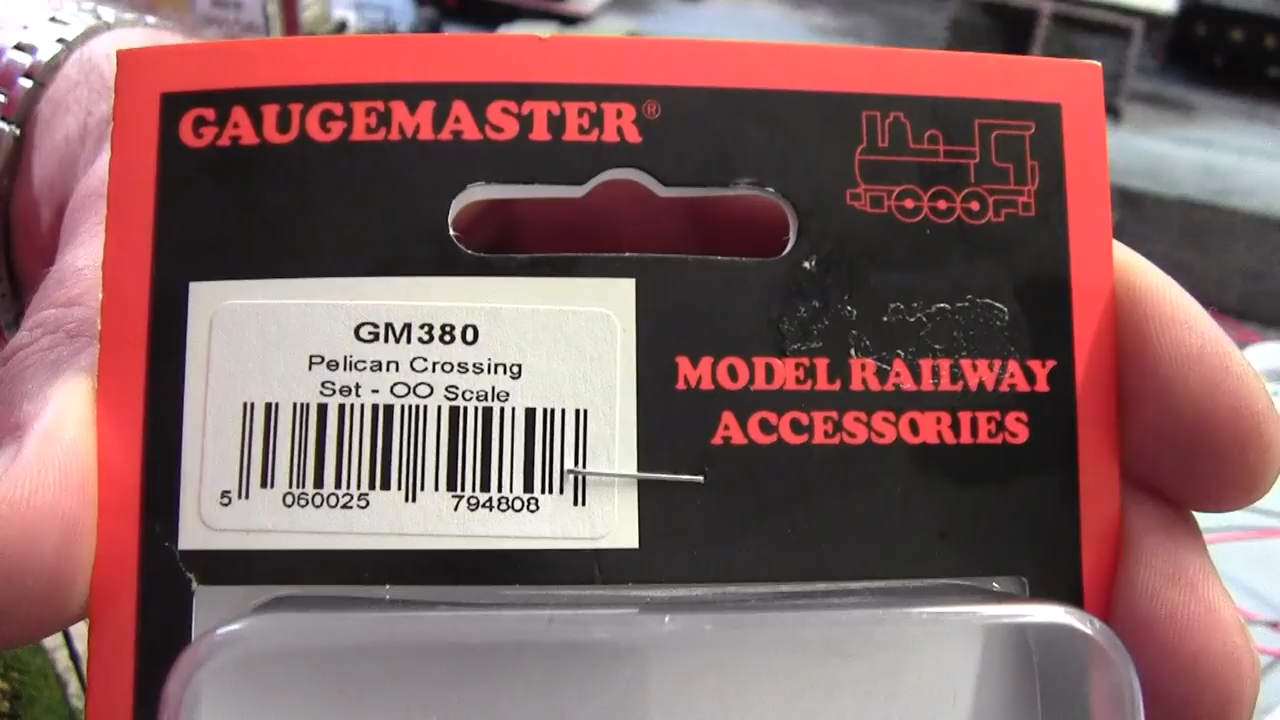 GAUGEMASTER®
GM380
Pelican Crossing
Set - OO Scale
5 060025 794808
MODEL RAILWAY
ACCESSORIES